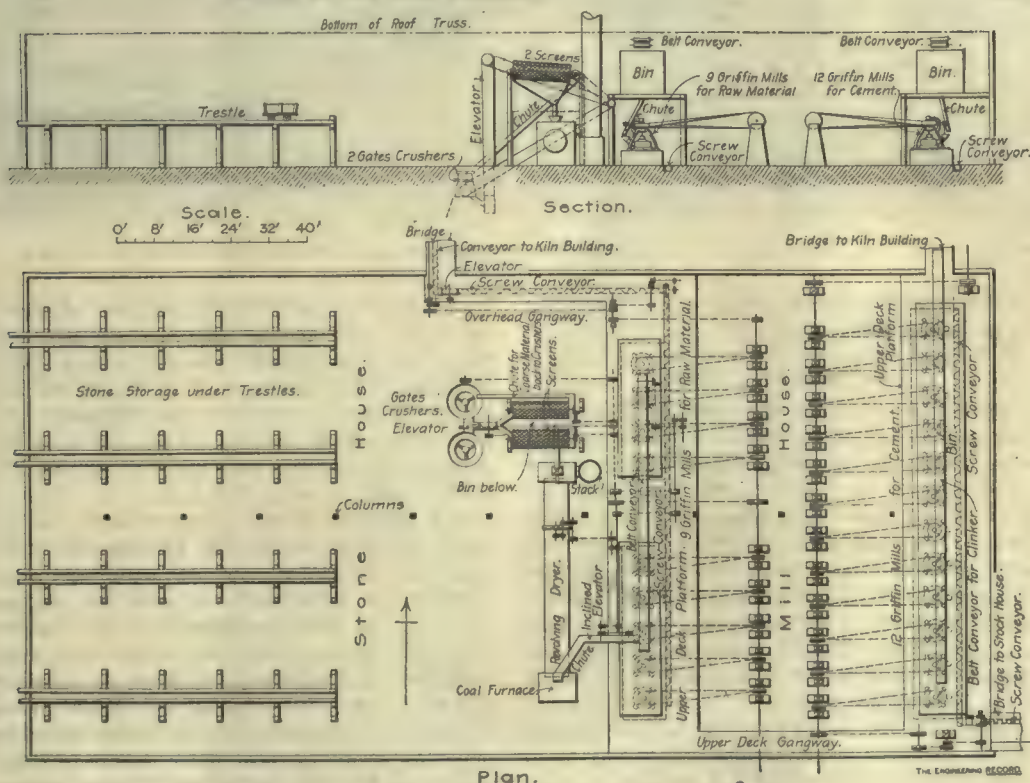 Bottom of Roof Truss.
Belt Conveyor.
Belt Conveyor.
2 Screens
Bin
Bin.
9 Griffin Mills
for Raw Material
12 Griffin Mills
for Cement.
Elevator
Chute
Chute
Chute
Trestle
2 Gates Crushers
Screw
Conveyor
Screw
Conveyor.
Scale.
0' 8' 16' 24' 32' 40'
Section.
Bridge
Conveyor to Kiln Building.
Bridge to Kiln Building
Elevator
Screw Conveyor.
Overhead Gangway.
Stone Storage under Trestles.
Chute for
Coarse Material
back to Crushers
Screens.
Gates
Crushers.
Elevator
Bin below.
Stack
Columns
Stone House.
Revolving Dryer.
Inclined
Elevator
Chute
Coal Furnace
Belt Conveyor
Screw Conveyor
Upper Deck Platform 9 Griffin Mills for Raw Material
Mill House.
12 Griffin Mills for Cement.
Upper Deck
Platform
Bin
Screw Conveyor
Belt Conveyor for Clinker
Bridge to Stock House.
Screw Conveyor.
Upper Deck Gangway.
Plan.
THE ENGINEERING RECORD.